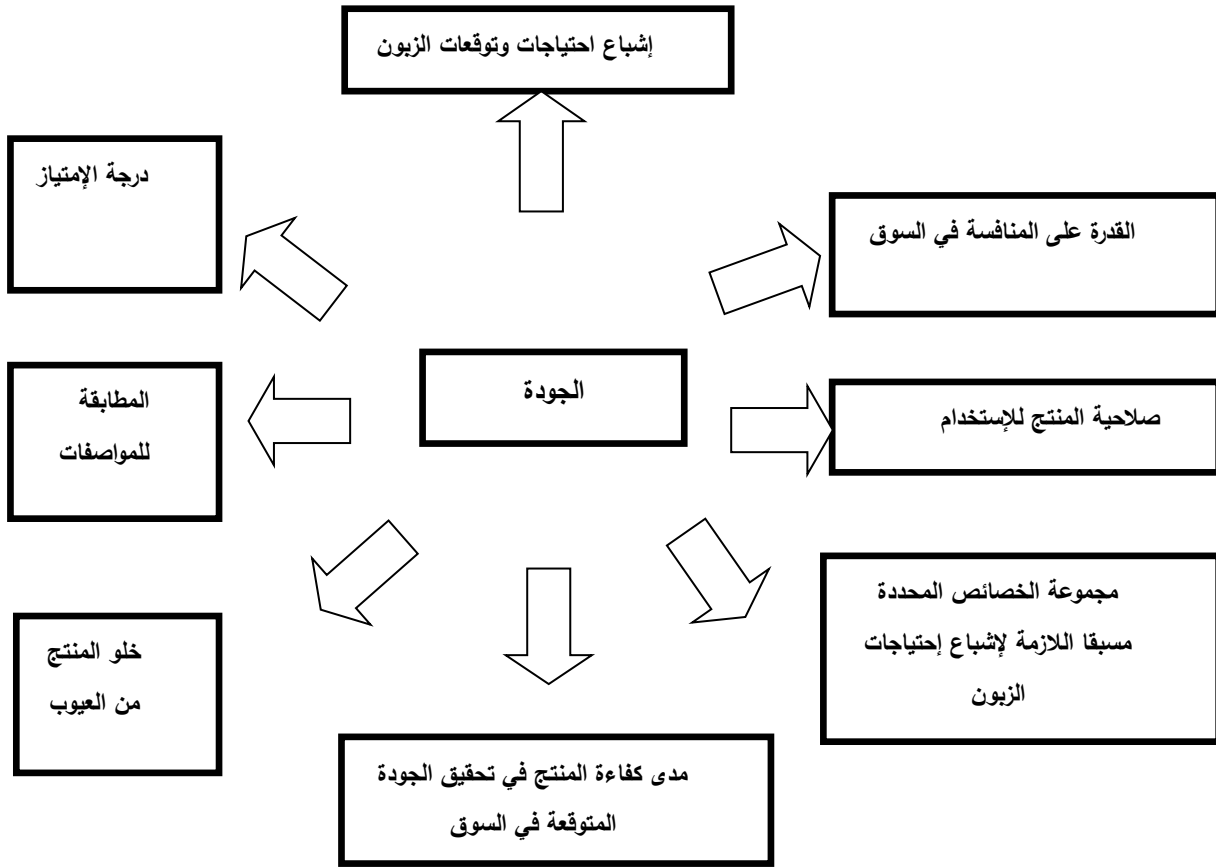 إشباع احتياجات وتوقعات الزبون
درجة الإمتياز
القدرة على المنافسة في السوق
الجودة
المطابقة
للمواصفات
صلاحية المنتج للإستخدام
مجموعة الخصائص المحددة
مسبقا اللازمة لإشباع إحتياجات
الزبون
خلو المنتج
من العيوب
مدى كفاءة المنتج في تحقيق الجودة
المتوقعة في السوق